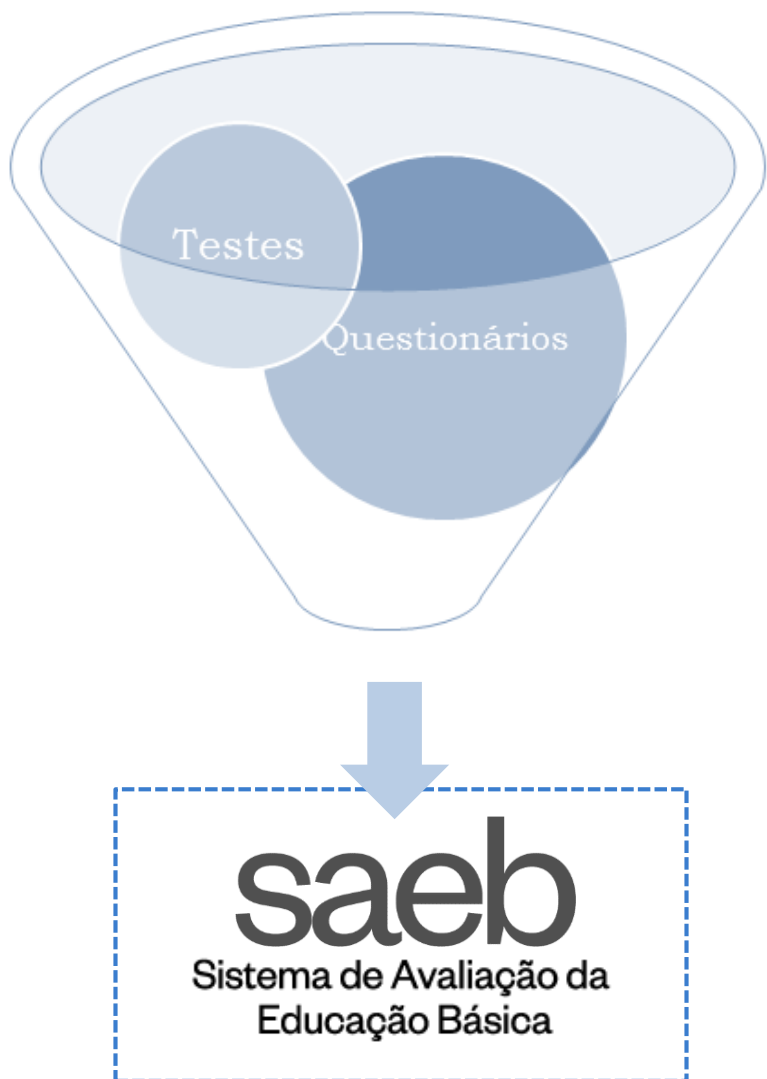 Testes
Questionários
saeb
Sistema de Avaliação da
Educação Básica